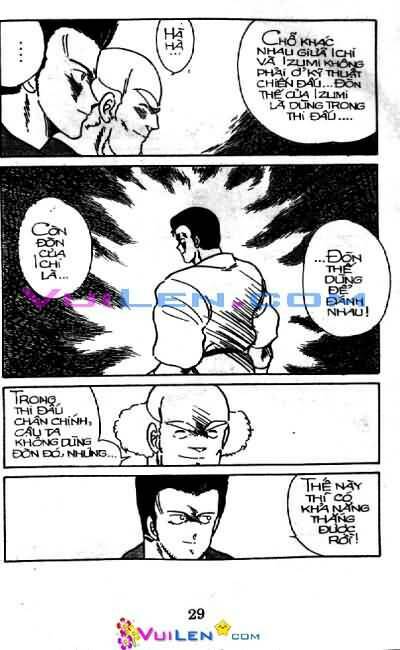 CHỖ KHÁC
NHAU GIỮA ICHI
VÀ IZUMI KHÔNG
PHẢI Ở KỸ THUẬT
CHIẾN ĐẤU... ĐÒN
THẾ CỦA IZUMI
LÀ DÙNG TRONG
THI ĐẤU....
HÀ
HÀ...
...
...ĐÒN
THẾ
DÙNG
ĐỂ
ĐÁNH
NHAU!
CÒN
ĐÒN
CỦA
ICHI
LÀ...
VUILEN.COM
TRONG
THI ĐẤU
CHÂN CHÍNH,
CẬU TA
KHÔNG DÙNG
ĐÒN ĐÓ, NHƯNG...
THẾ NÀY
THÌ CÓ
KHẢ NĂNG
THẮNG
ĐƯỢC
RỒI!
29
VUILEN
.COM